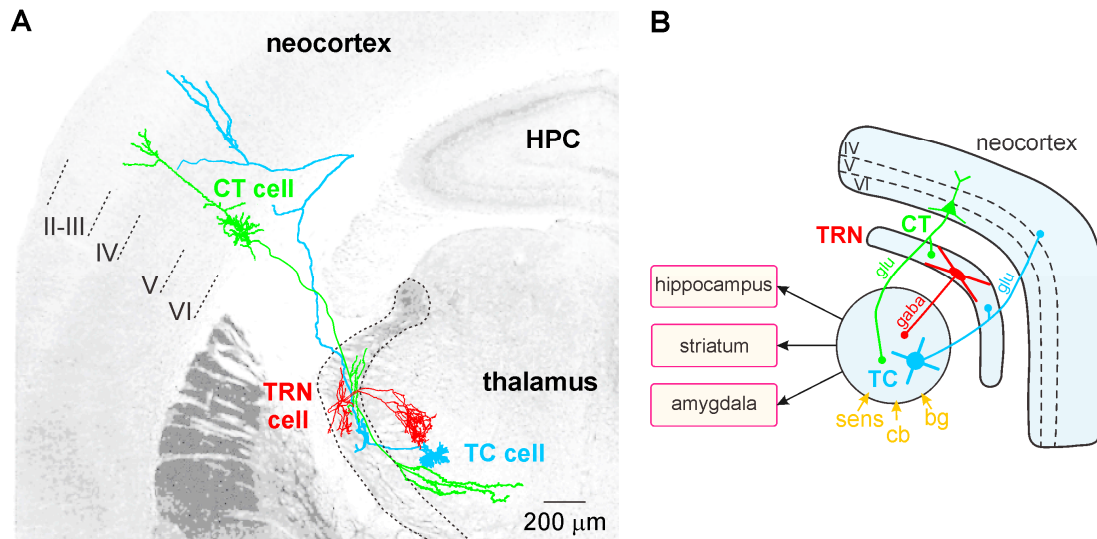 A
neocortex
HPC
CT cell
II-III
IV
V
VI
TRN
cell
thalamus
TC cell
200 μm
B
neocortex
IV
V
VI
CT
TRN
glu
glu
gaba
hippocampus
striatum
amygdala
TC
sens
cb
bg